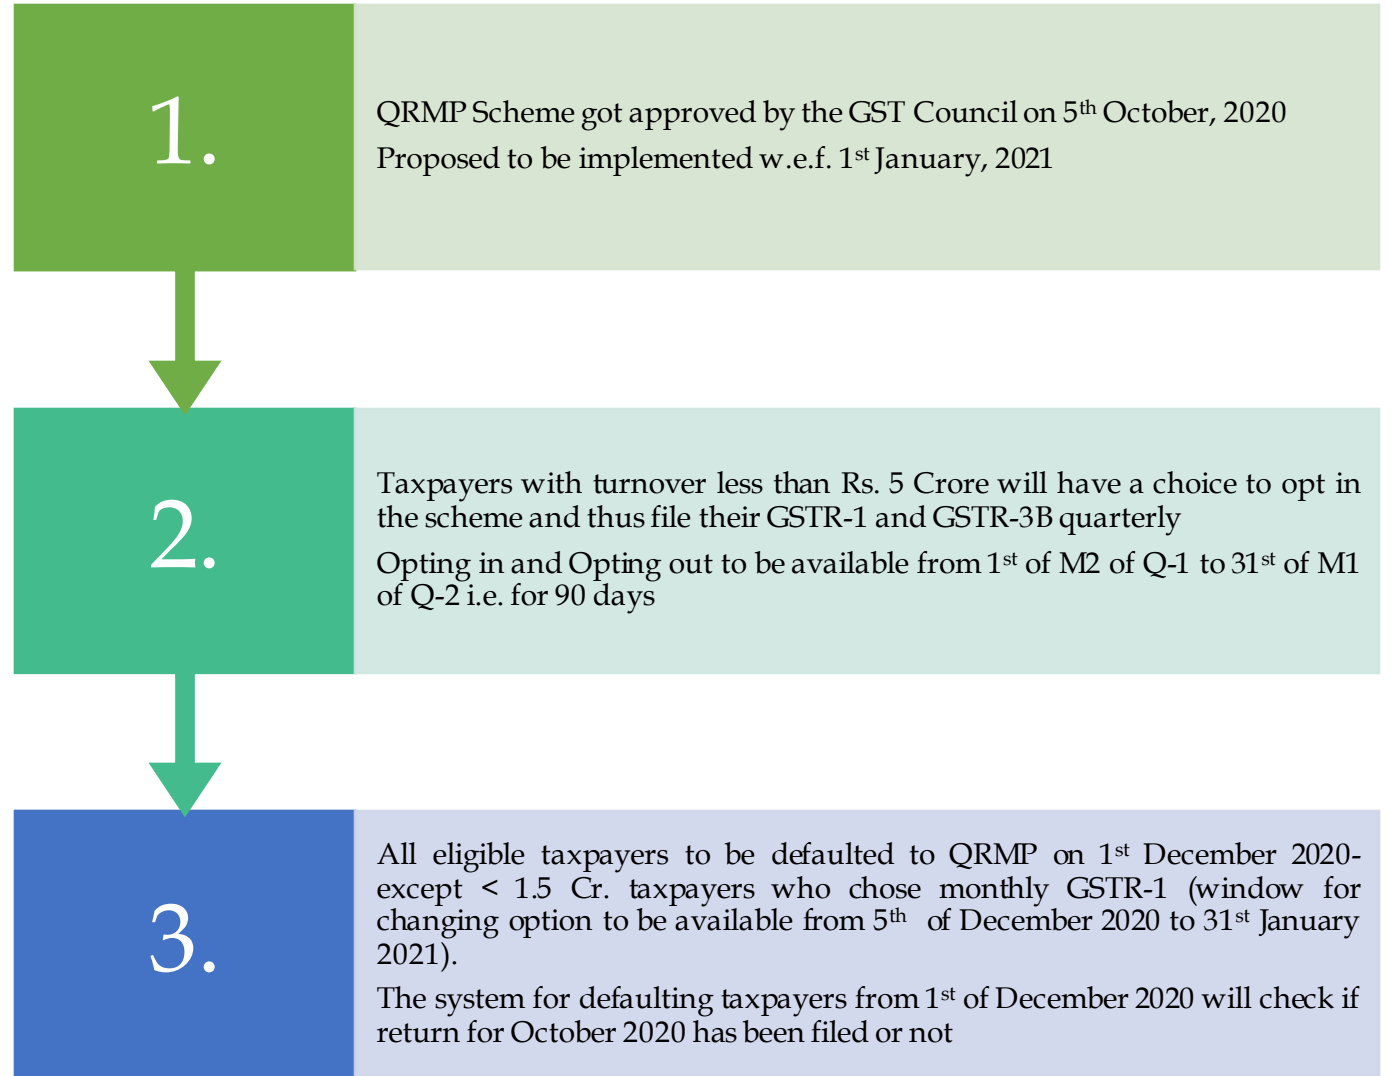 1.
QRMP Scheme got approved by the GST Council on 5th October, 2020
Proposed to be implemented w.e.f. 1st January, 2021
2.
Taxpayers with turnover less than Rs. 5 Crore will have a choice to opt in
the scheme and thus file their GSTR-1 and GSTR-3B quarterly
Opting in and Opting out to be available from 1st of M2 of Q-1 to 31st of M1
of Q-2 i.e. for 90 days
3.
All eligible taxpayers to be defaulted to QRMP on 1st December 2020-
except < 1.5 Cr. taxpayers who chose monthly GSTR-1 (window for
changing option to be available from 5th of December 2020 to 31st January
2021).
The system for defaulting taxpayers from 1st of December 2020 will check if
return for October 2020 has been filed or not